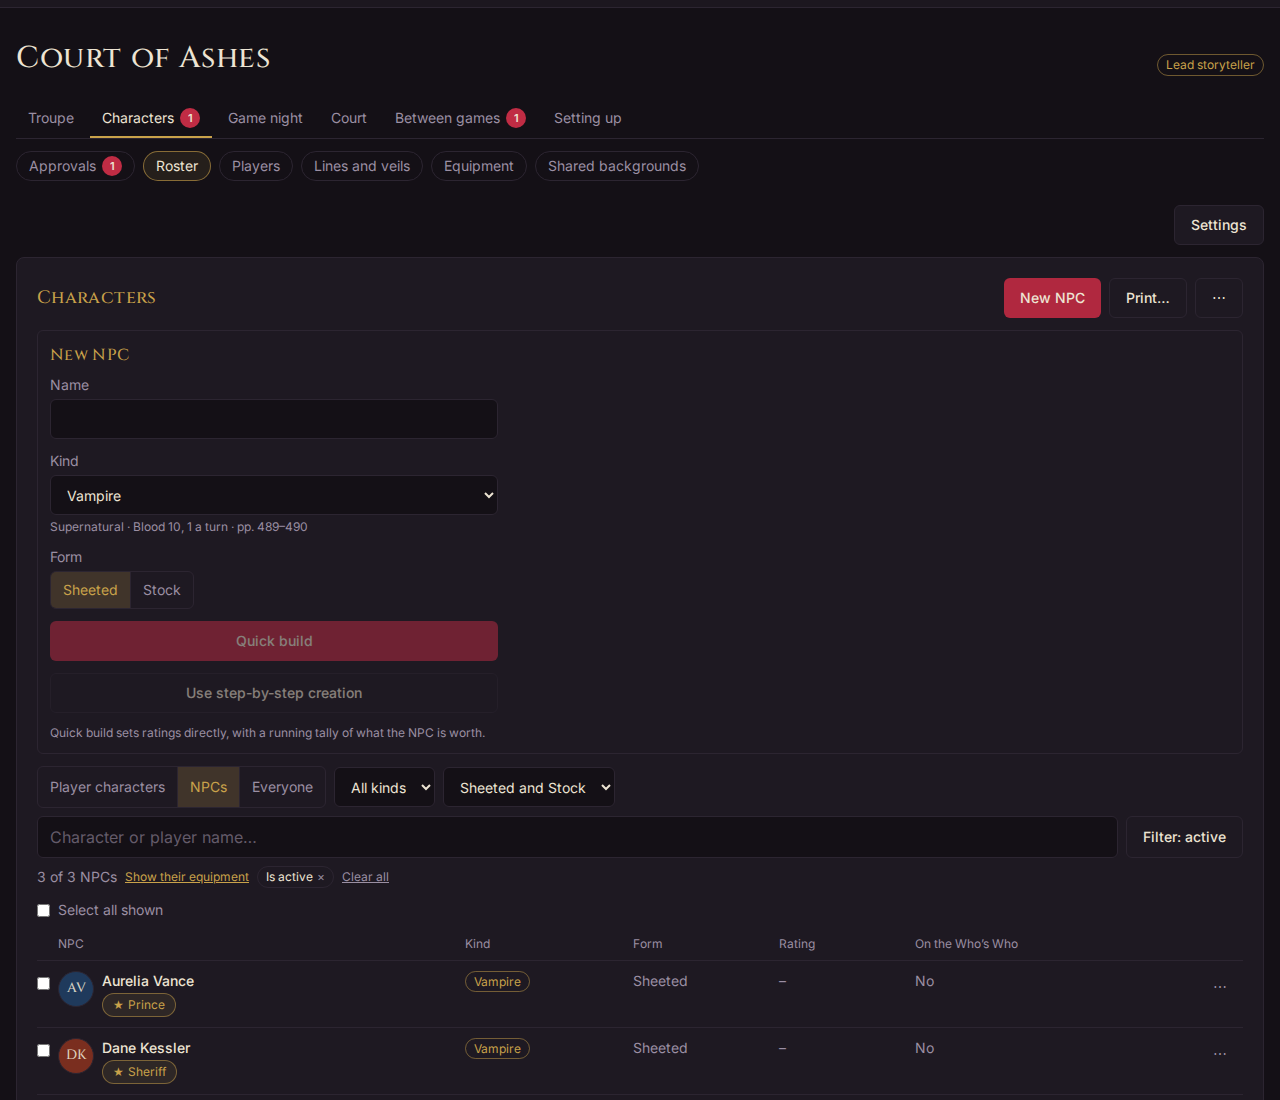 Court of Ashes
Lead storyteller
Troupe
Characters 1
Game night
Court
Between games 1
Setting up
Approvals 1
Roster
Players
Lines and veils
Equipment
Shared backgrounds
Settings
Characters
New NPC
Print...
...
New NPC
Name
Kind
Vampire
Supernatural · Blood 10, 1 a turn · pp. 489–490
Form
Sheeted
Stock
Quick build
Use step-by-step creation
Quick build sets ratings directly, with a running tally of what the NPC is worth.
Player characters
NPCs
Everyone
All kinds
Sheeted and Stock
Character or player name...
Filter: active
3 of 3 NPCs Show their equipment Is active × Clear all
Select all shown
NPC Kind Form Rating On the Who's Who
AV Aurelia Vance Vampire Sheeted – No ...
★ Prince
DK Dane Kessler Vampire Sheeted – No ...
★ Sheriff